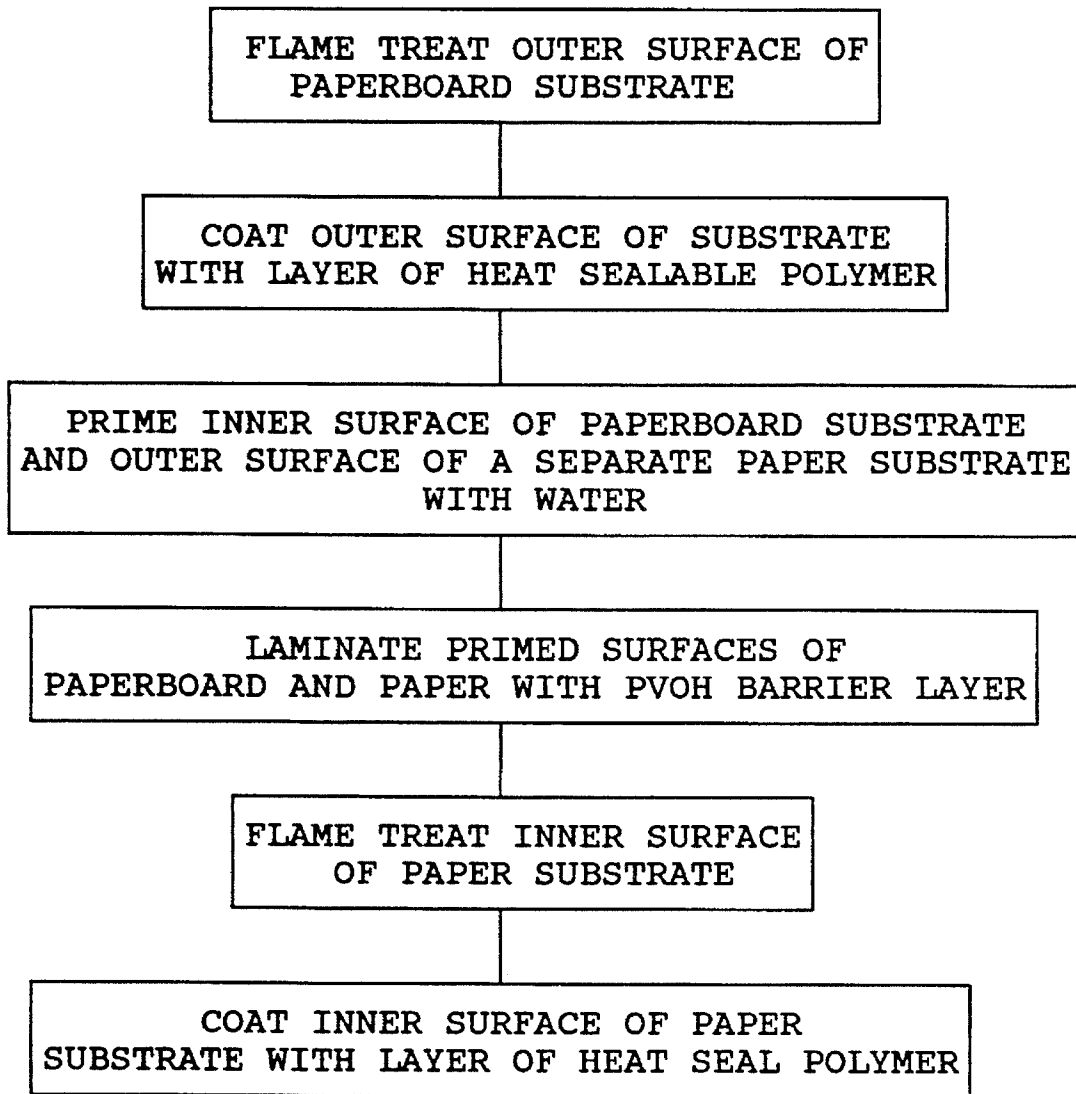 FLAME TREAT OUTER SURFACE OF
PAPERBOARD SUBSTRATE
COAT OUTER SURFACE OF SUBSTRATE
WITH LAYER OF HEAT SEALABLE POLYMER
PRIME INNER SURFACE OF PAPERBOARD SUBSTRATE
AND OUTER SURFACE OF A SEPARATE PAPER SUBSTRATE
WITH WATER
LAMINATE PRIMED SURFACES OF
PAPERBOARD AND PAPER WITH PVOH BARRIER LAYER
FLAME TREAT INNER SURFACE
OF PAPER SUBSTRATE
COAT INNER SURFACE OF PAPER
SUBSTRATE WITH LAYER OF HEAT SEAL POLYMER